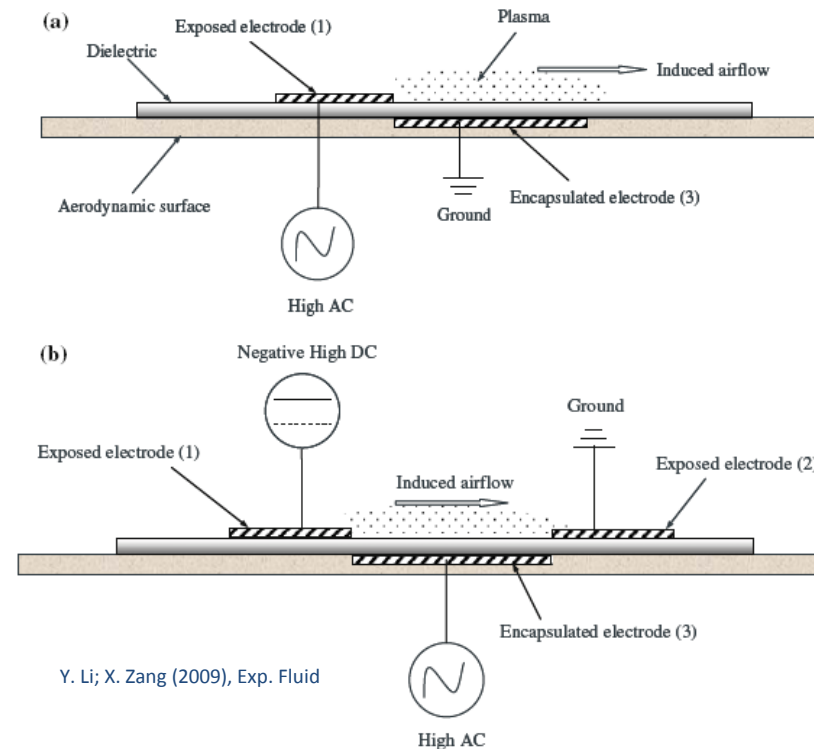 (a)
Exposed electrode (1)
Plasma
Dielectric
Induced airflow
Aerodynamic surface
Ground
Encapsulated electrode (3)
High AC
(b)
Negative High DC
Ground
Exposed electrode (1)
Induced airflow
Exposed electrode (2)
Encapsulated electrode (3)
Y. Li; X. Zang (2009), Exp. Fluid
High AC